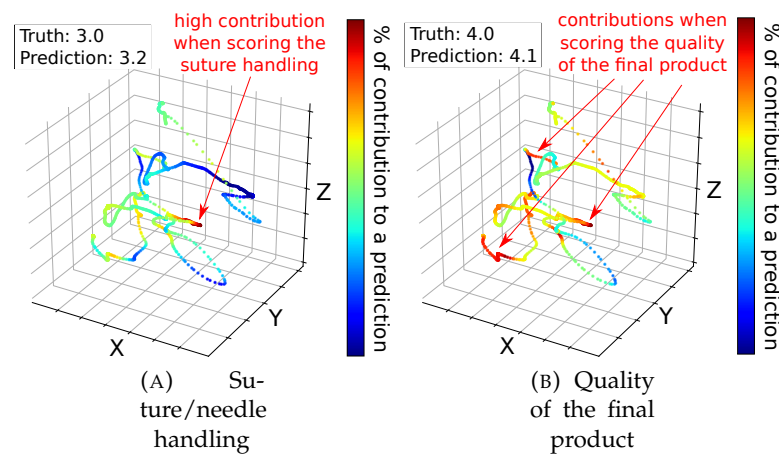 Truth: 3.0
Prediction: 3.2
high contribution
when scoring the
suture handling
X
Y
Z
% of contribution to a prediction
(A) Su-
ture/needle
handling
Truth: 4.0
Prediction: 4.1
contributions when
scoring the quality
of the final product
X
Y
Z
% of contribution to a prediction
(B) Quality
of the final
product